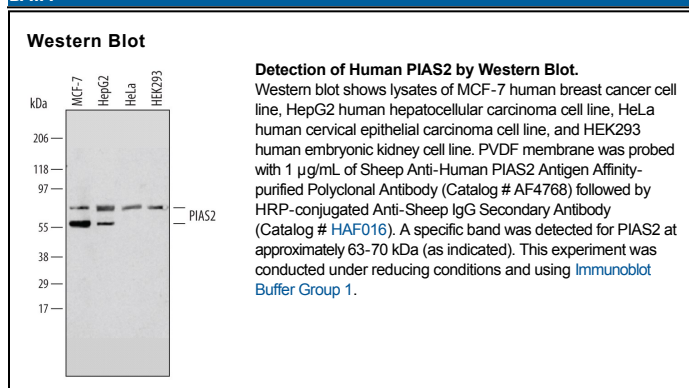 Western Blot
MCF-7
HepG2
HeLa
HEK293
kDa
206
118
97
55
38
29
17
PIAS2
Detection of Human PIAS2 by Western Blot.
Western blot shows lysates of MCF-7 human breast cancer cell
line, HepG2 human hepatocellular carcinoma cell line, HeLa
human cervical epithelial carcinoma cell line, and HEK293
human embryonic kidney cell line. PVDF membrane was probed
with 1 µg/mL of Sheep Anti-Human PIAS2 Antigen Affinity-
purified Polyclonal Antibody (Catalog # AF4768) followed by
HRP-conjugated Anti-Sheep IgG Secondary Antibody
(Catalog # HAF016). A specific band was detected for PIAS2 at
approximately 63-70 kDa (as indicated). This experiment was
conducted under reducing conditions and using Immunoblot
Buffer Group 1.